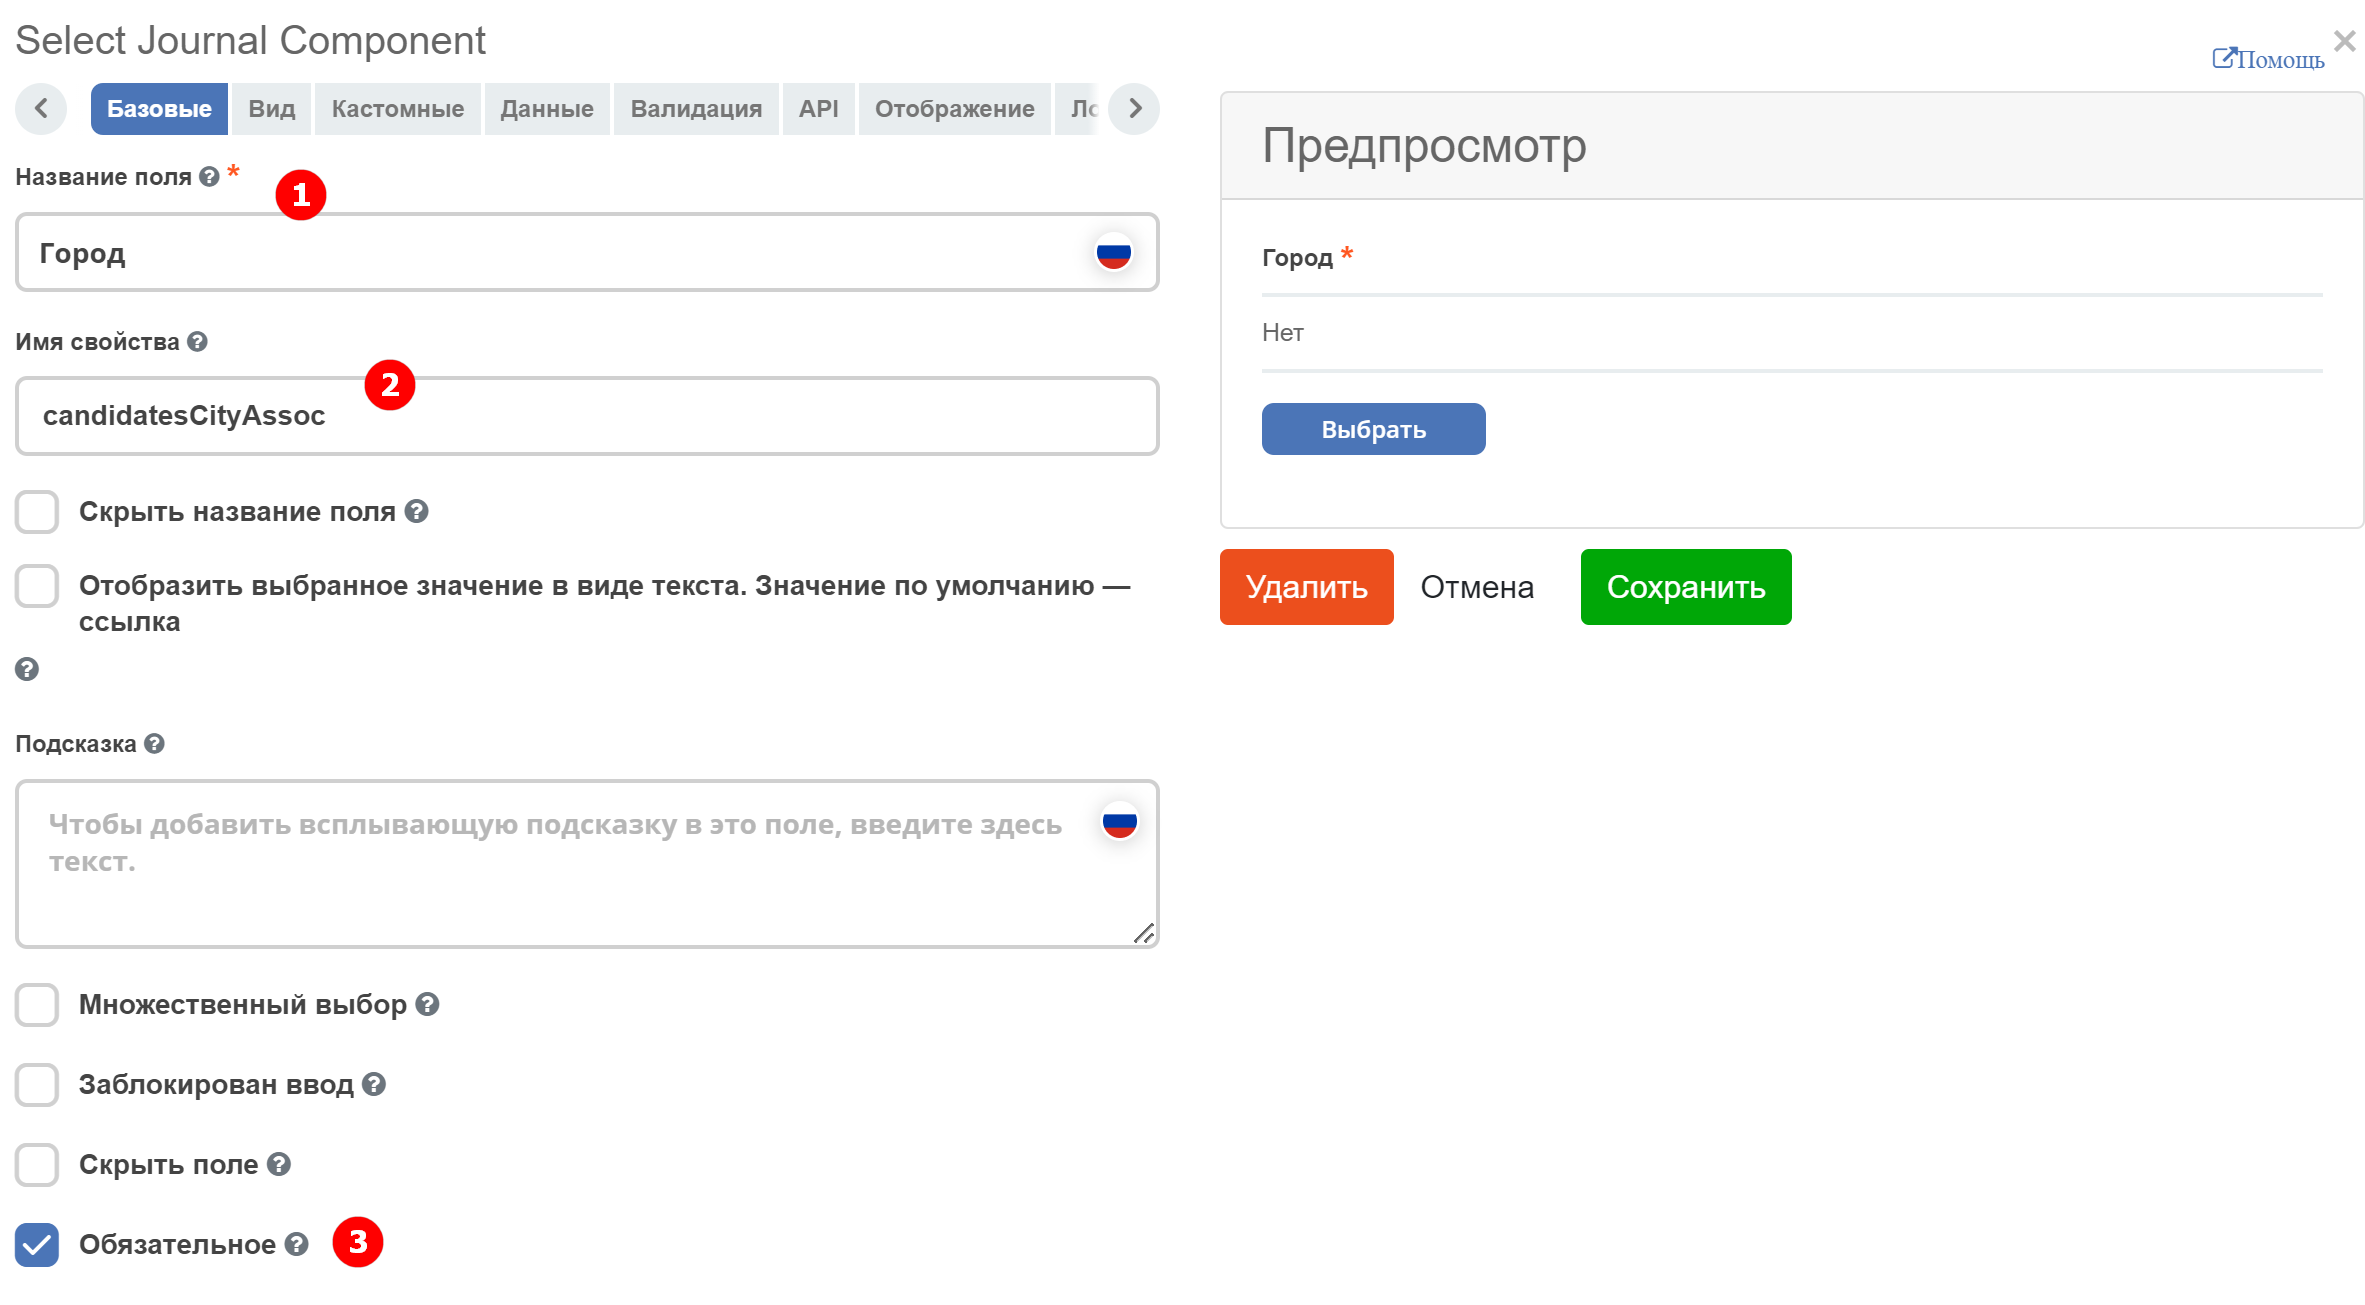 Select Journal Component
Помощь
Базовые Вид Кастомные Данные Валидация API Отображение Ло
Название поля ? *
1
Город
Имя свойства ?
2
candidatesCityAssoc
Скрыть название поля ?
Отобразить выбранное значение в виде текста. Значение по умолчанию —
ссылка
?
Подсказка ?
Чтобы добавить всплывающую подсказку в это поле, введите здесь
текст.
Множественный выбор ?
Заблокирован ввод ?
Скрыть поле ?
Обязательное ?
3
Предпросмотр
Город *
Нет
Выбрать
Удалить Отмена Сохранить